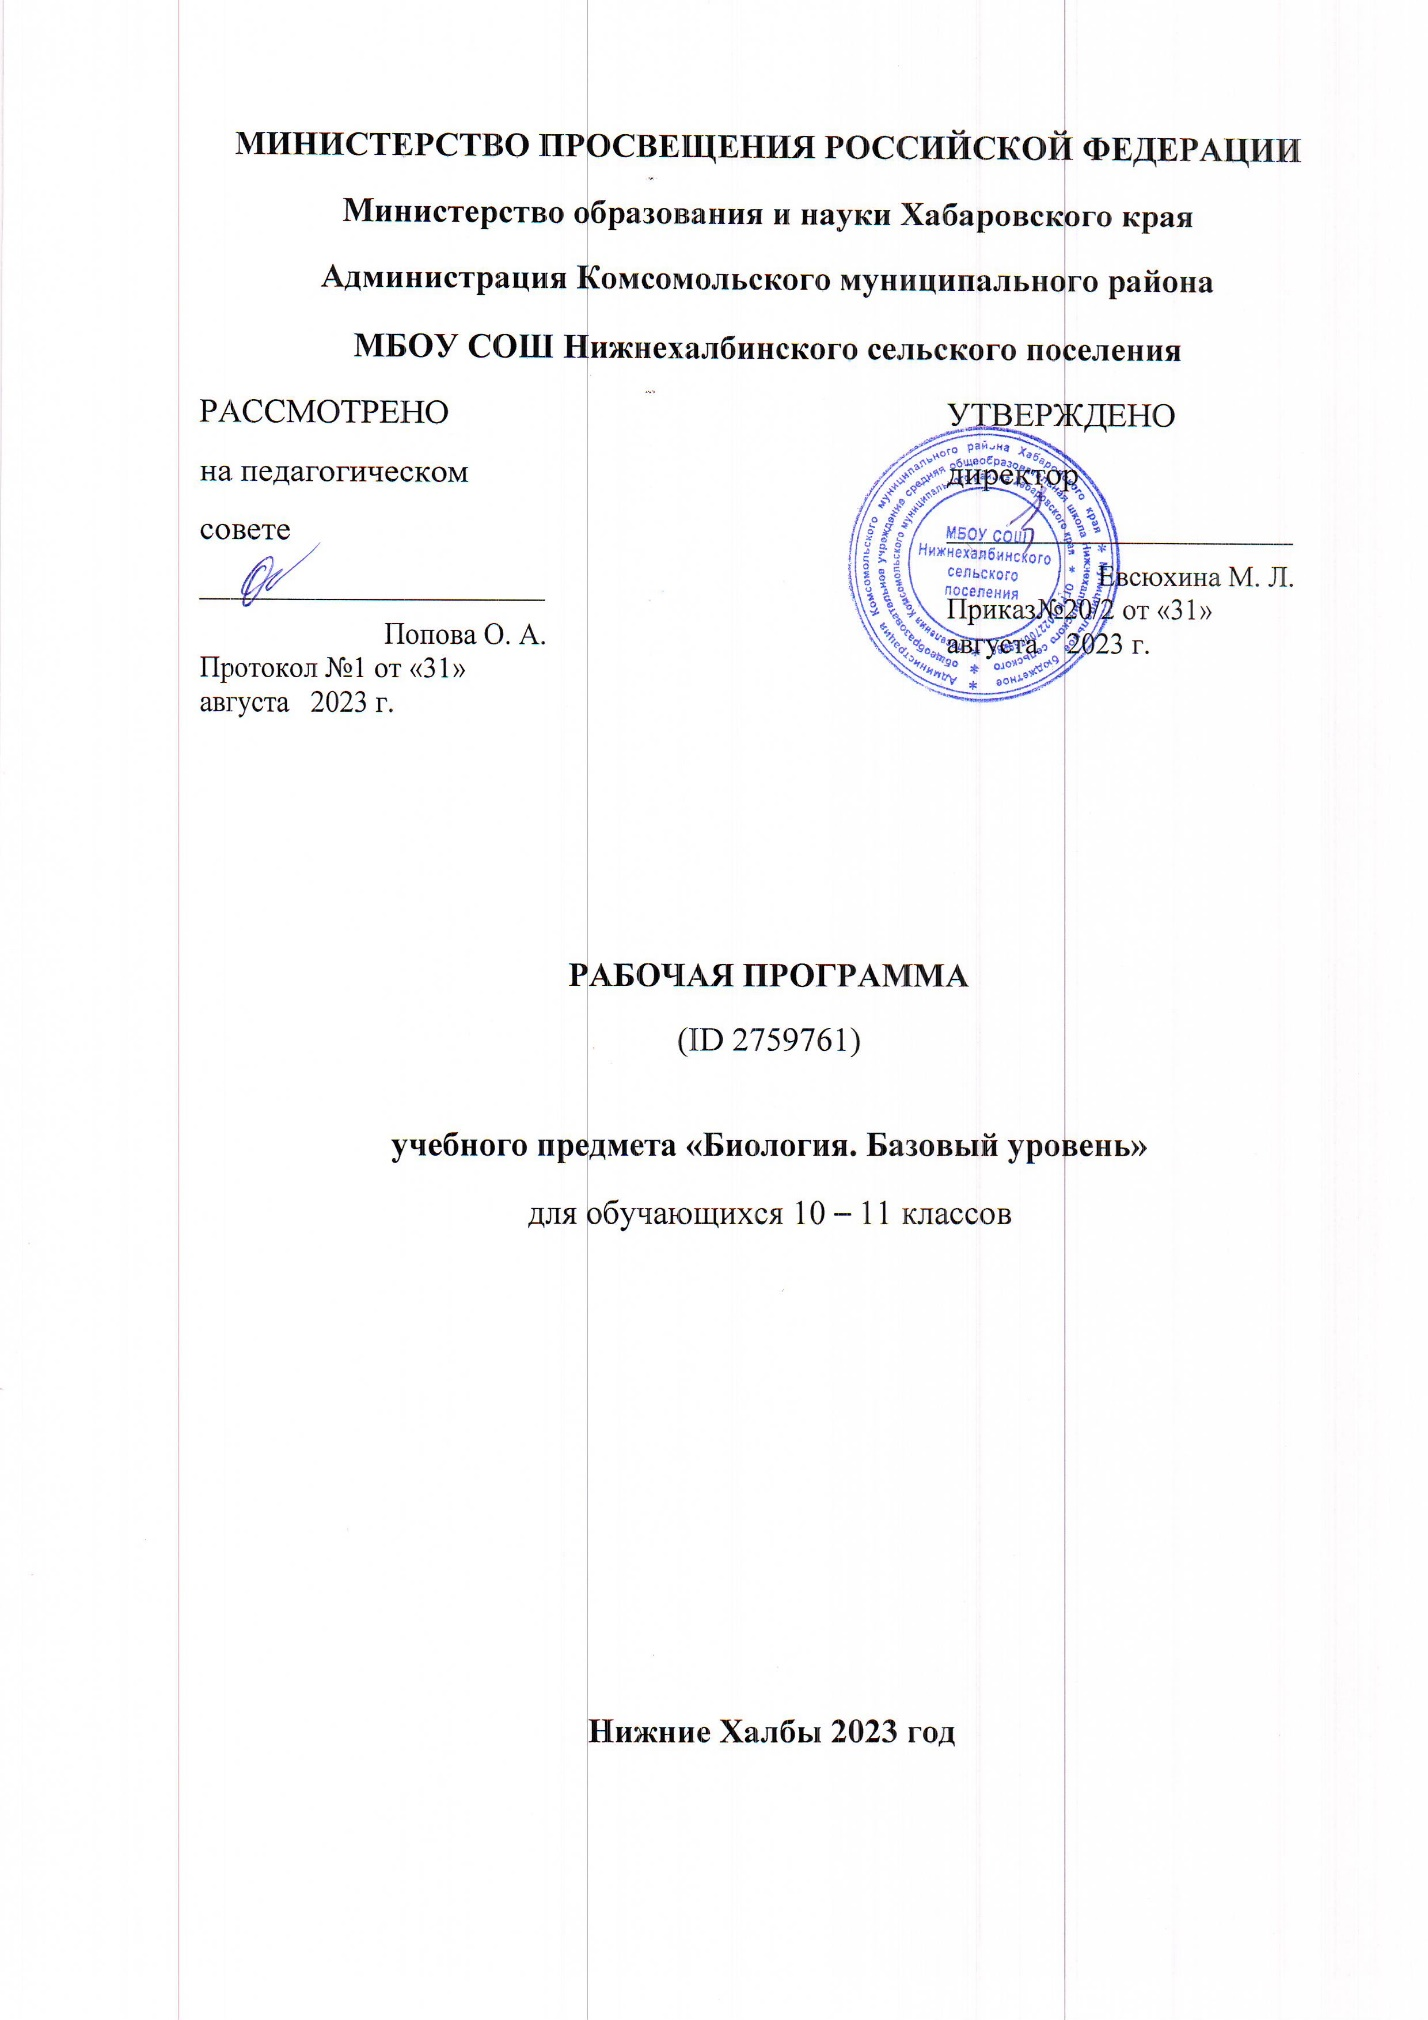 МИНИСТЕРСТВО ПРОСВЕЩЕНИЯ РОССИЙСКОЙ ФЕДЕРАЦИИ
Министерство образования и науки Хабаровского края
Администрация Комсомольского муниципального района
МБОУ СОШ Нижнехалбинского сельского поселения
РАССМОТРЕНО
на педагогическом
совете
Попова О. А.
Протокол №1 от «31»
августа 2023 г.
УТВЕРЖДЕНО
директор
Евсюхина М. Л.
Приказ№20/2 от «31»
августа 2023 г.
МБОУ СОШ
Нижнехалбинского
сельского
поселения
РАБОЧАЯ ПРОГРАММА
(ID 2759761)
учебного предмета «Биология. Базовый уровень»
для обучающихся 10 – 11 классов
Нижние Халбы 2023 год